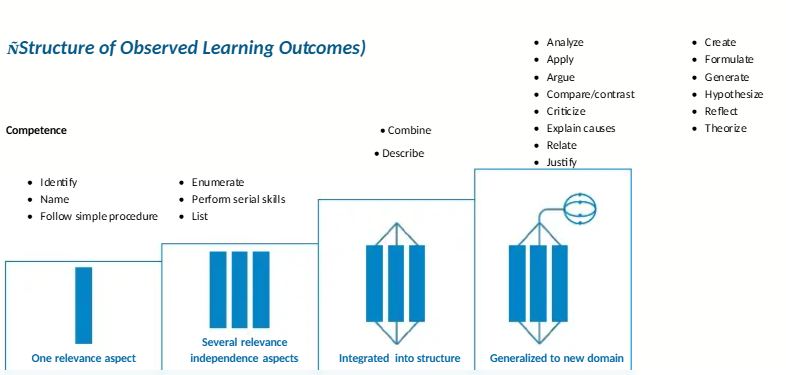 ÑStructure of Observed Learning Outcomes)
• Analyze
• Apply
• Argue
• Compare/contrast
• Criticize
• Explain causes
• Relate
• Justify
• Create
• Formulate
• Generate
• Hypothesize
• Reflect
• Theorize
Competence
• Combine
• Describe
• Identify
• Name
• Follow simple procedure
• Enumerate
• Perform serial skills
• List
One relevance aspect
Several relevance
independence aspects
Integrated into structure
Generalized to new domain